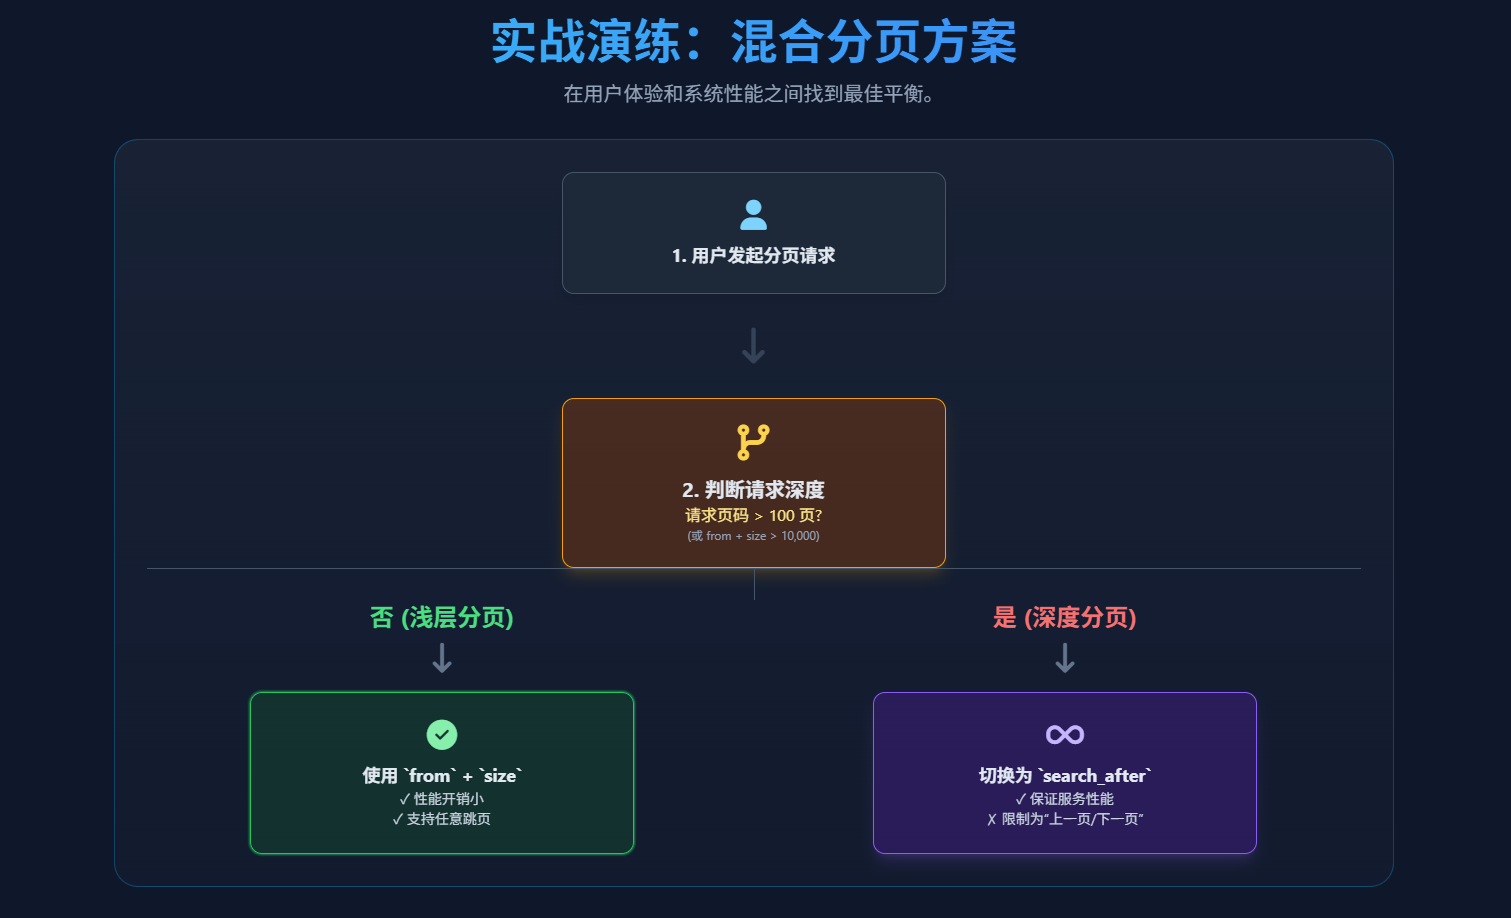 实战演练：混合分页方案
在用户体验和系统性能之间找到最佳平衡。
1. 用户发起分页请求
2. 判断请求深度
请求页码 > 100 页?
(或 from + size > 10,000)
否 (浅层分页)
使用 `from` + `size`
✓ 性能开销小
✓ 支持任意跳页
是 (深度分页)
切换为 `search_after`
✓ 保证服务性能
✗ 限制为“上一页/下一页”